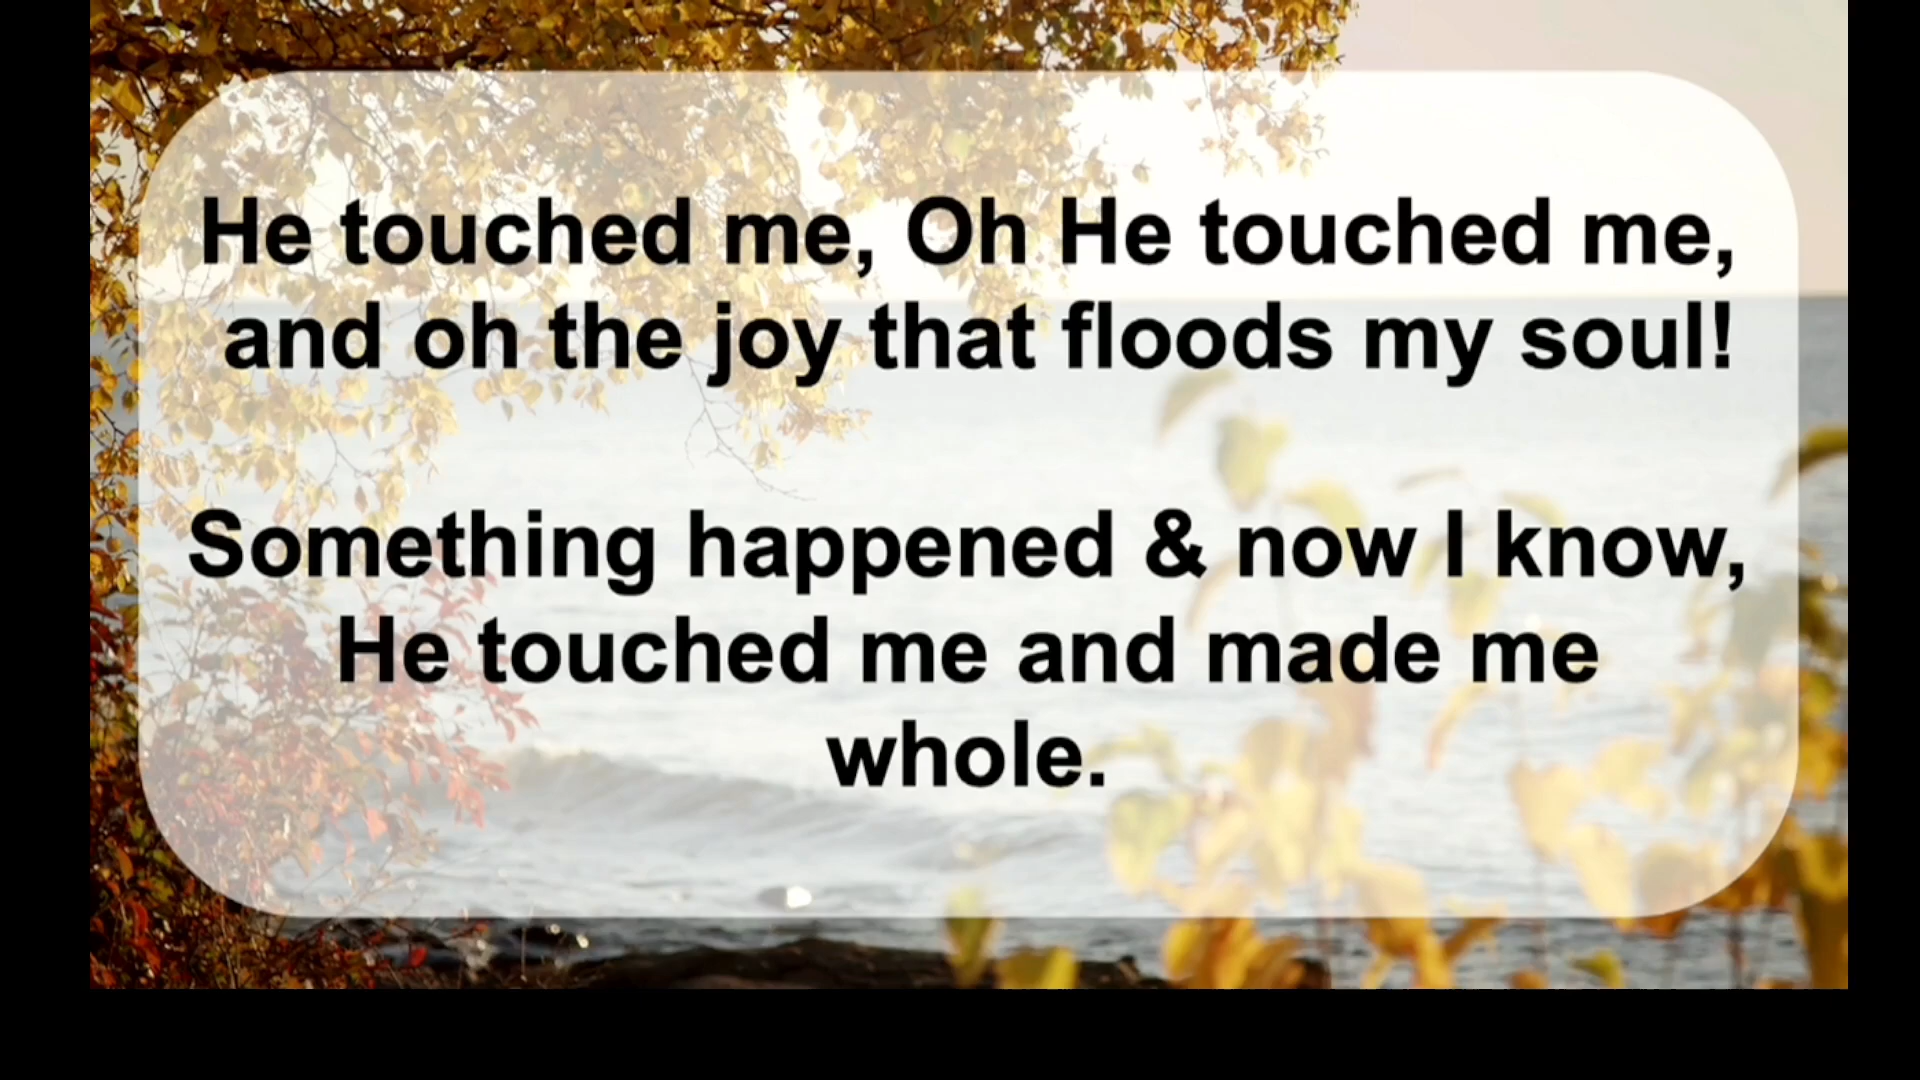 He touched me, Oh He touched me,
and oh the joy that floods my soul!
Something happened & now I know,
He touched me and made me
whole.